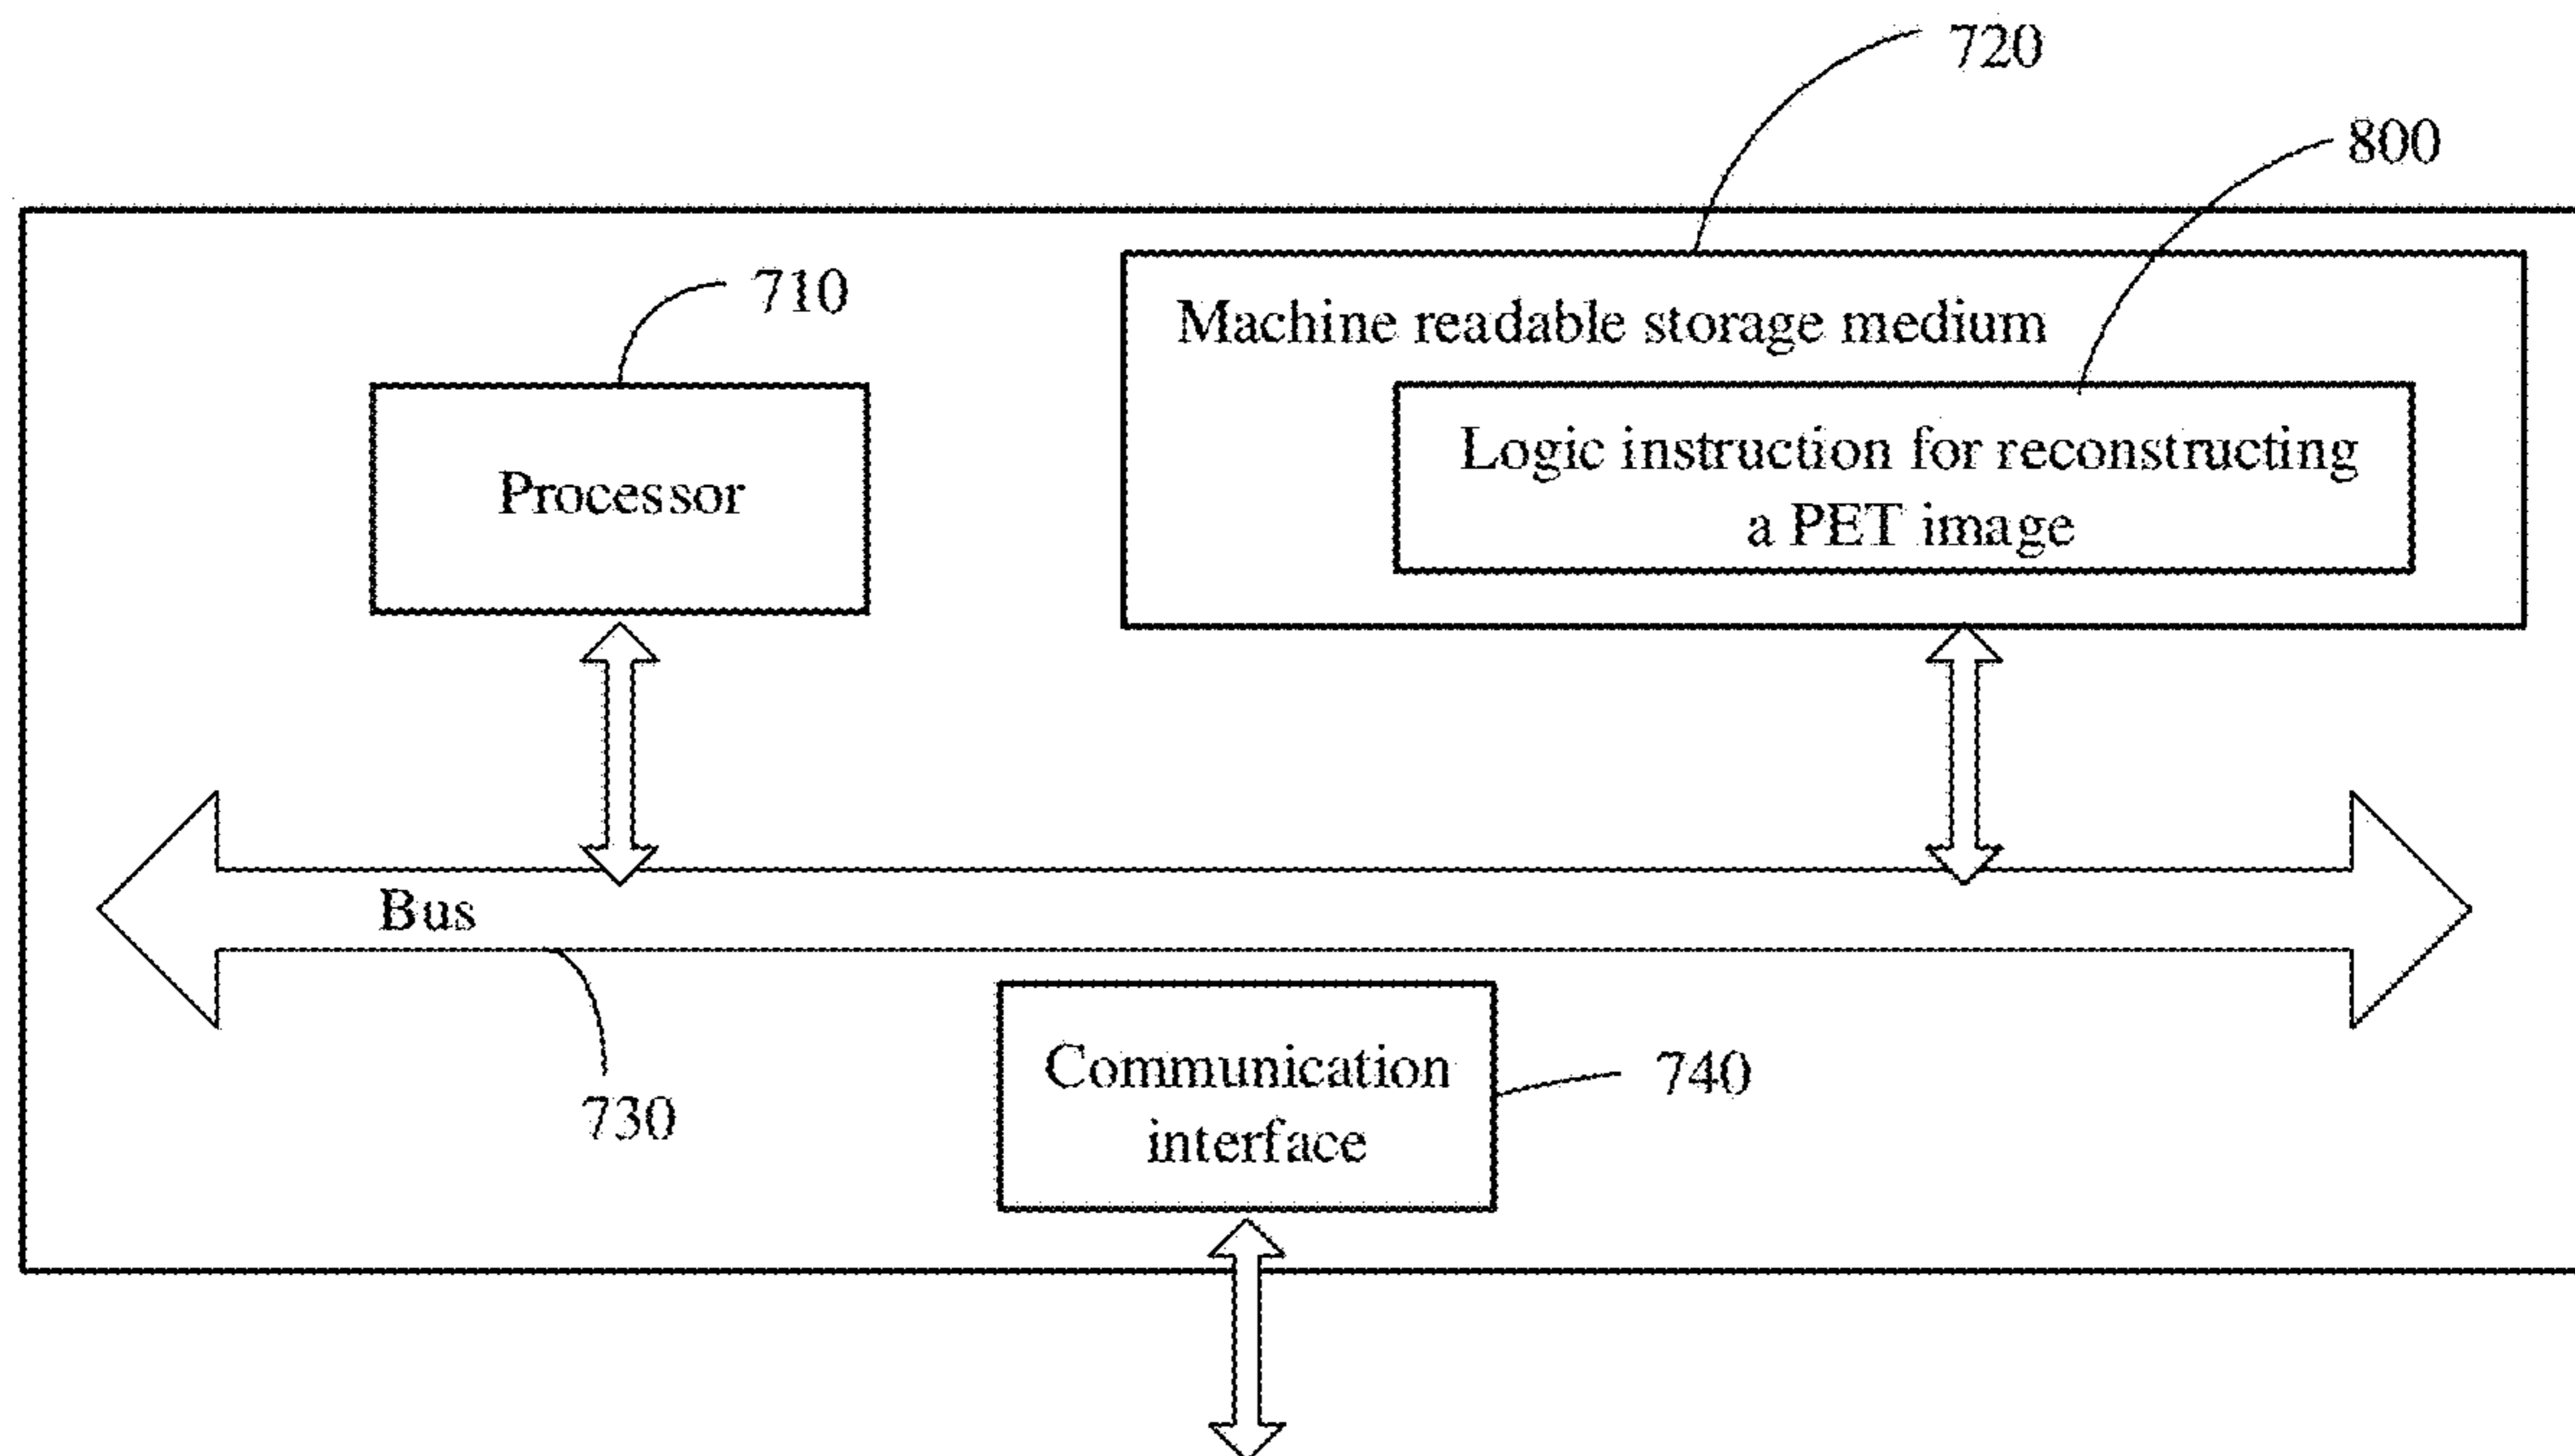 720
800
710
Machine readable storage medium
Processor
Logic instruction for reconstructing
a PET image
Bus
730
Communication
interface
740